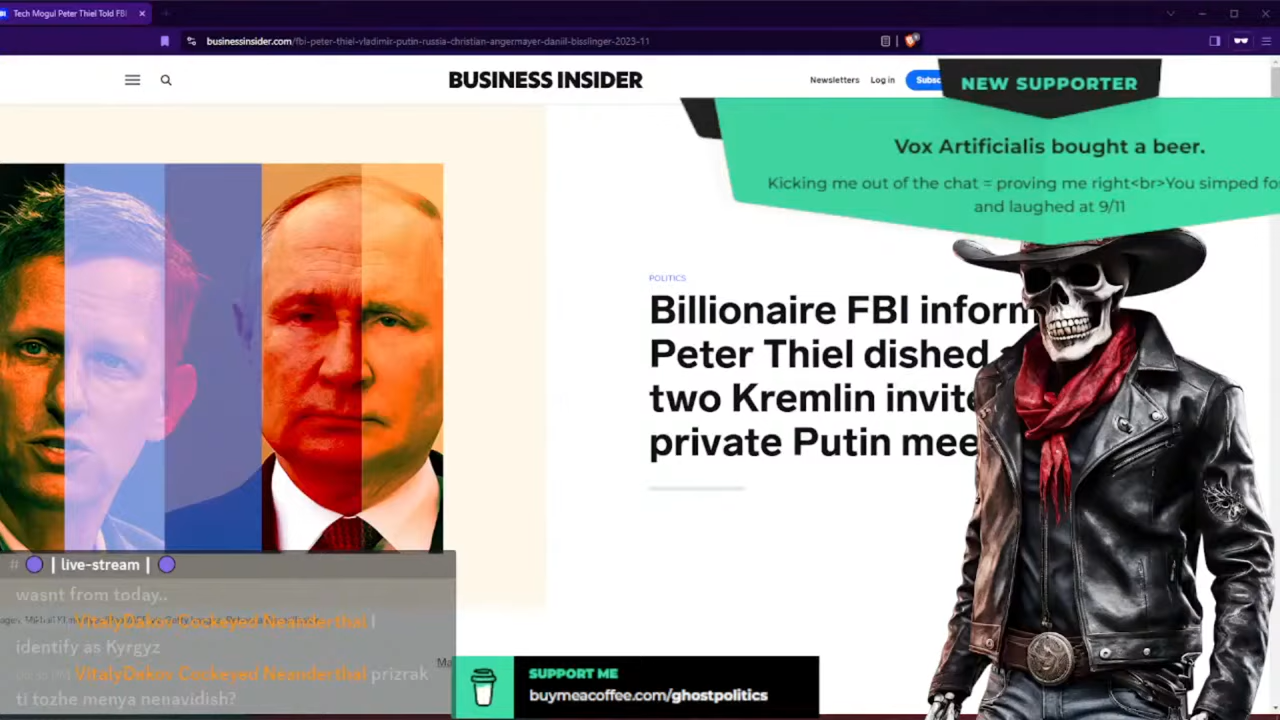 Tech Mogul Peter Thiel Told FBI
businessinsider.com/fbi-peter-thiel-vladimir-putin-russia-christian-angermayer-daniil-bisslinger-2023-11
BUSINESS INSIDER
Newsletters Log in Subsc
NEW SUPPORTER
Vox Artificialis bought a beer.
Kicking me out of the chat = proving me right<br>You simped fo
and laughed at 9/11
POLITICS
Billionaire FBI inform
Peter Thiel dished
two Kremlin invite
private Putin mee
# | live-stream |
wasnt from today..
VitalyDakov Cockeyed Neanderthal I
identify as Kyrgyz
VitalyDakov Cockeyed Neanderthal prizrak
ti tozhe menya nenavidish?
Ma
SUPPORT ME
buymeacoffee.com/ghostpolitics